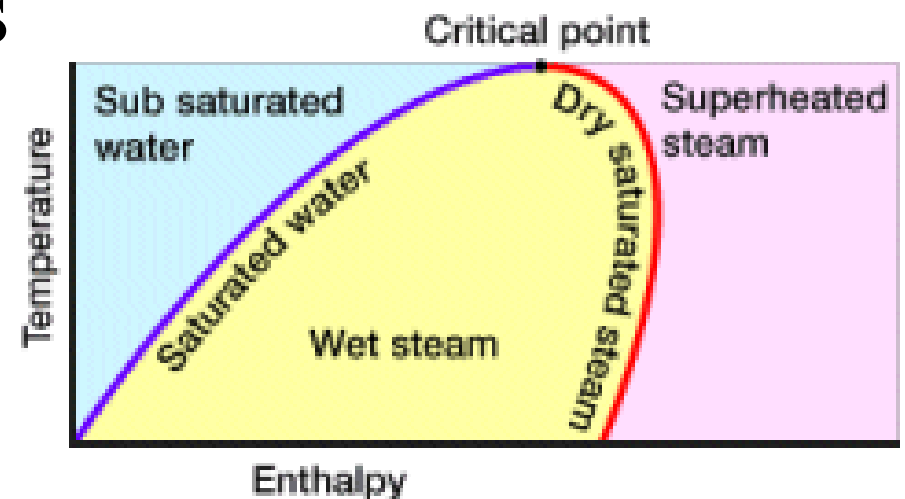 s
Critical point
Sub saturated
water
Dry saturated steam
Superheated
steam
Temperature
Saturated water
Wet steam
Enthalpy